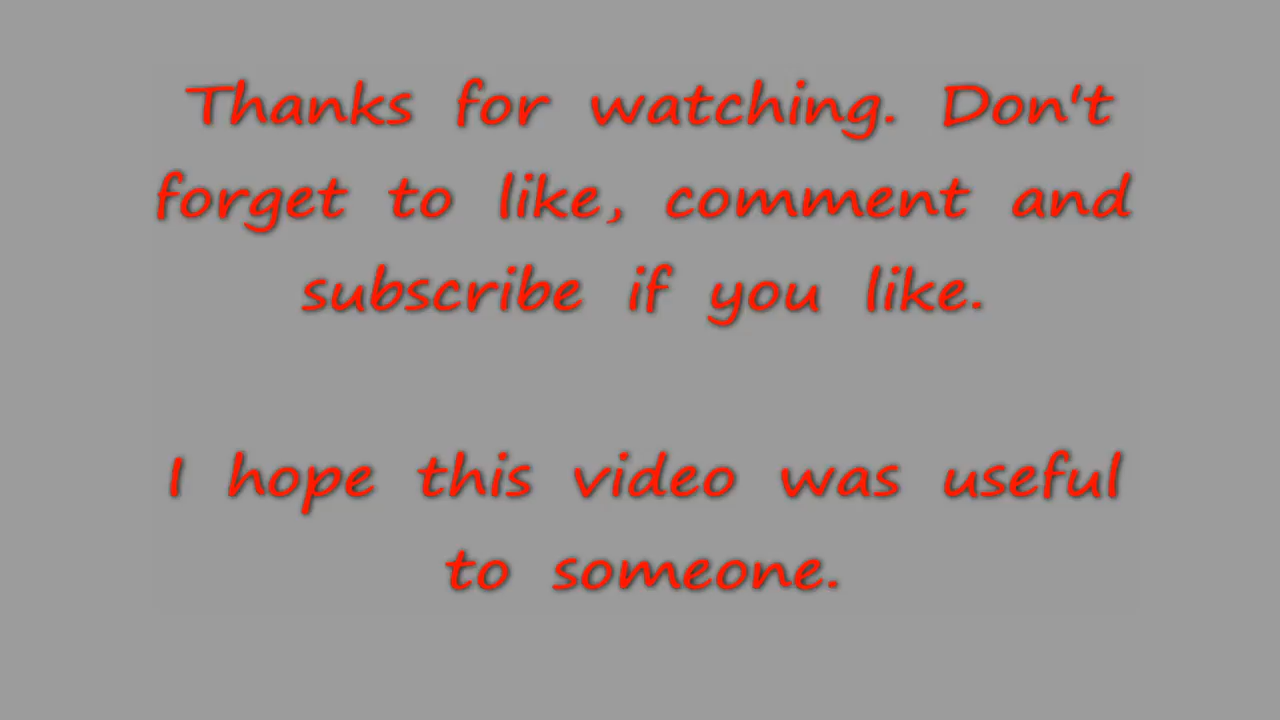 Thanks for watching. Don't
forget to like, comment and
subscribe if you like.
I hope this video was useful
to someone.